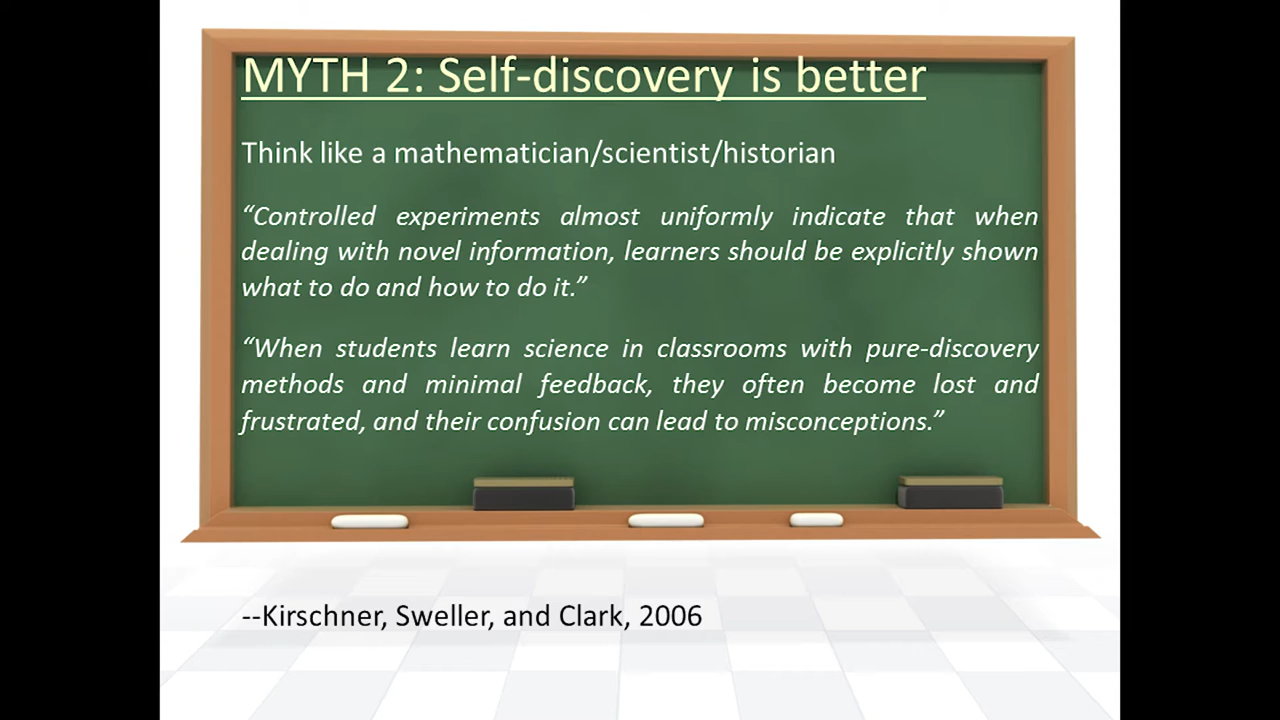 MYTH 2: Self-discovery is better
Think like a mathematician/scientist/historian
“Controlled experiments almost uniformly indicate that when
dealing with novel information, learners should be explicitly shown
what to do and how to do it.”
“When students learn science in classrooms with pure-discovery
methods and minimal feedback, they often become lost and
frustrated, and their confusion can lead to misconceptions.”
--Kirschner, Sweller, and Clark, 2006